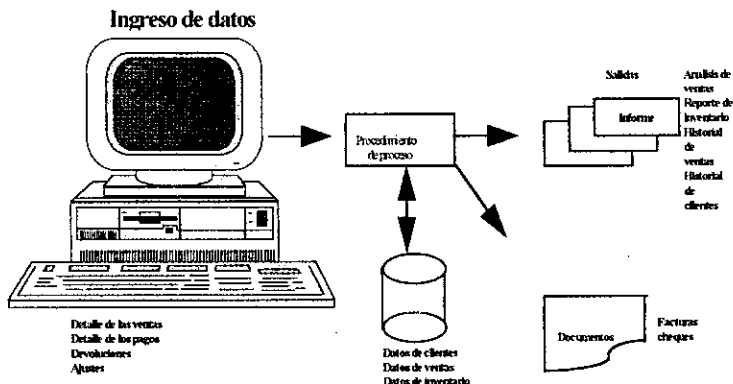 Ingreso de datos
Salidas
Análisis de
ventas
Reporte de
Inventario
Historial
de
ventas
Historial
de
clientes
Informe
Procedimiento
de proceso
Detalle de las ventas
Detalle de los pagos
Devoluciones
Ajustes
Datos de clientes
Datos de ventas
Datos de inventario
Documentos
Facturas
cheques